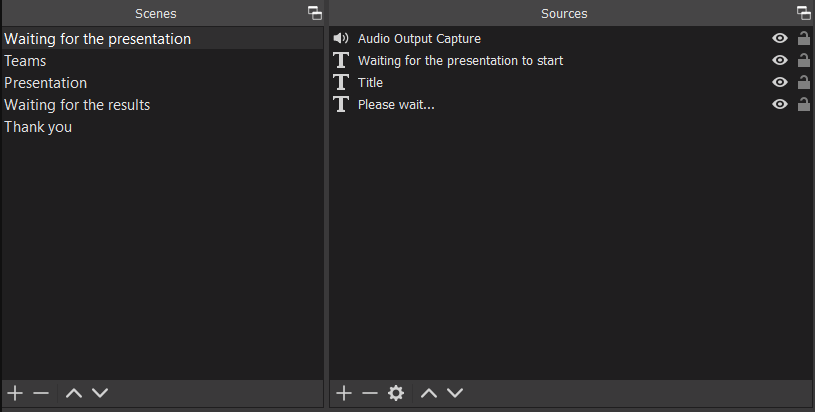 Scenes
Waiting for the presentation
Teams
Presentation
Waiting for the results
Thank you
Sources
Audio Output Capture
Waiting for the presentation to start
Title
Please wait...